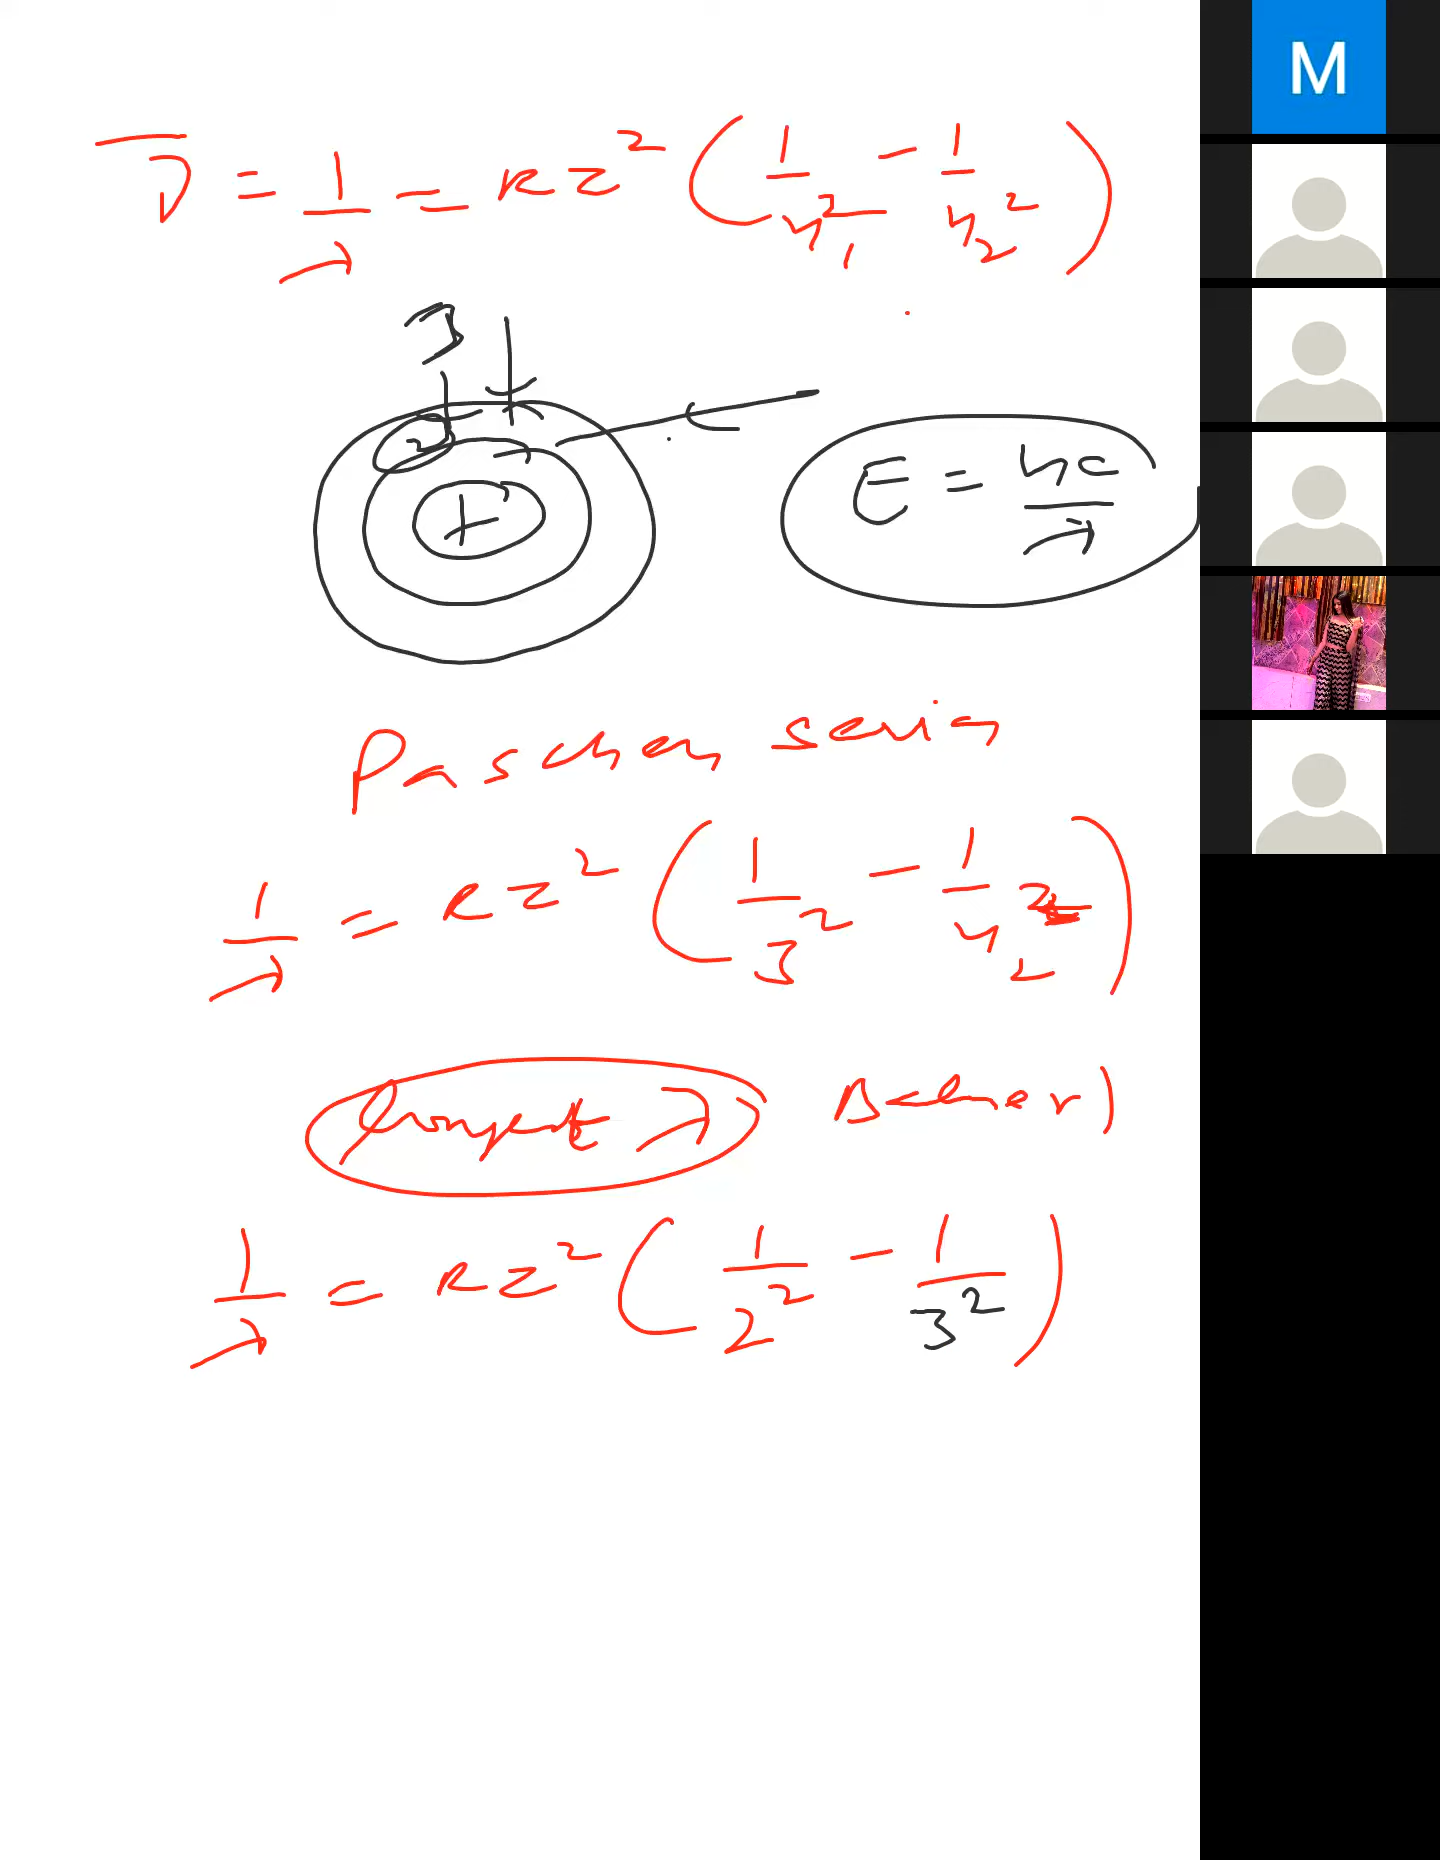 ν̅ = 1/λ = RZ² ( 1/n₁² − 1/n₂² )
M
3
2
+
E = hc/λ
Paschen series
1/λ = RZ² ( 1/3² − 1/n₂² )
longest λ Balmer )
1/λ = RZ² ( 1/2² − 1/3² )